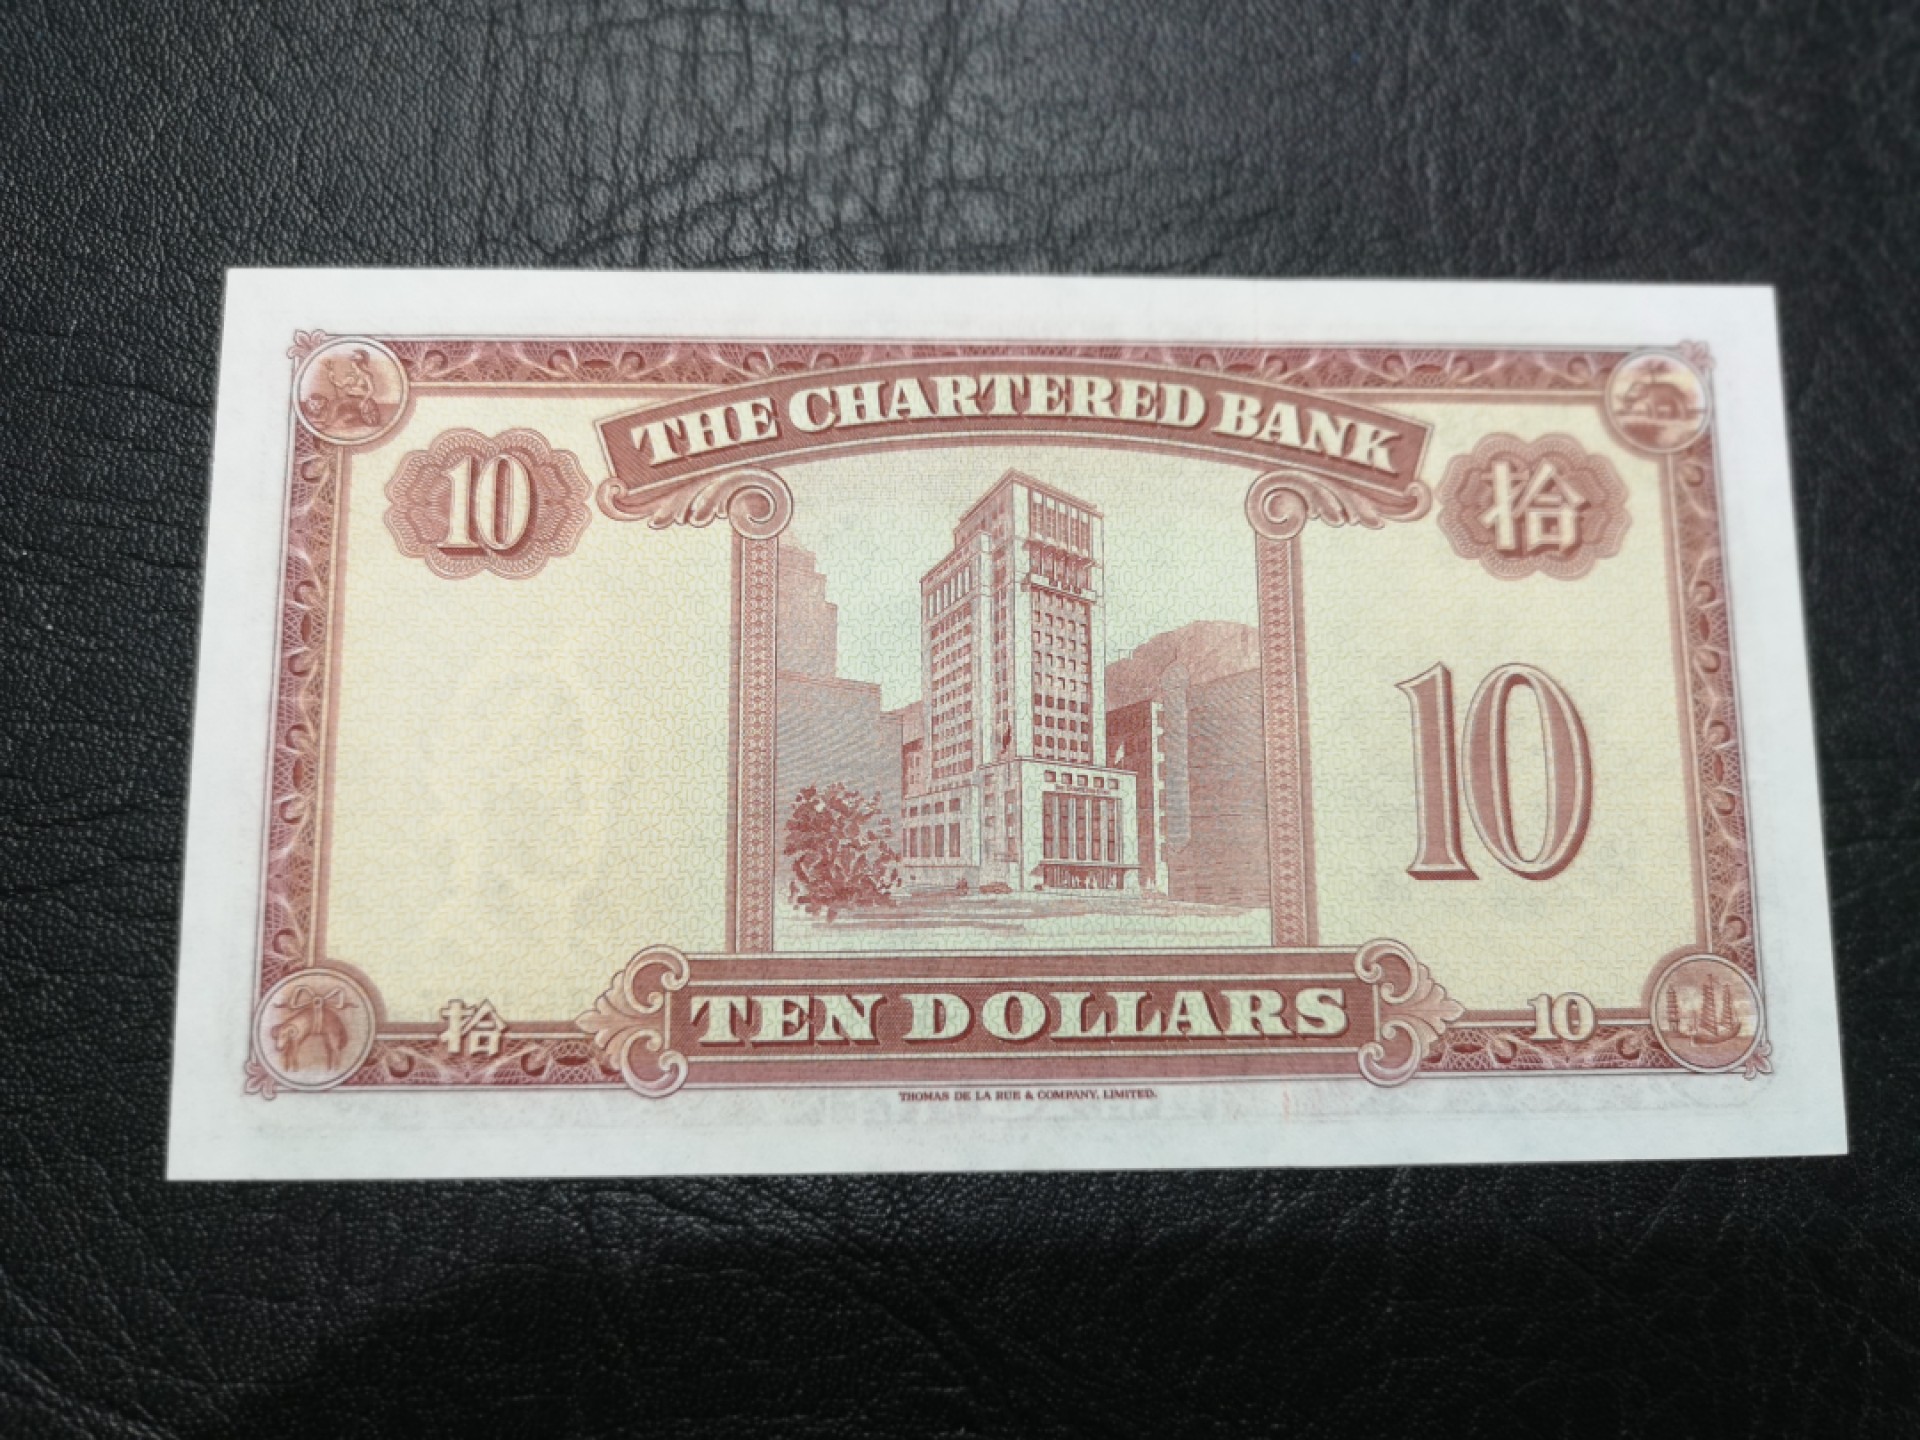 THE CHARTERED BANK
10
拾
10
拾
TEN DOLLARS
10
THOMAS DE LA RUE & COMPANY, LIMITED.